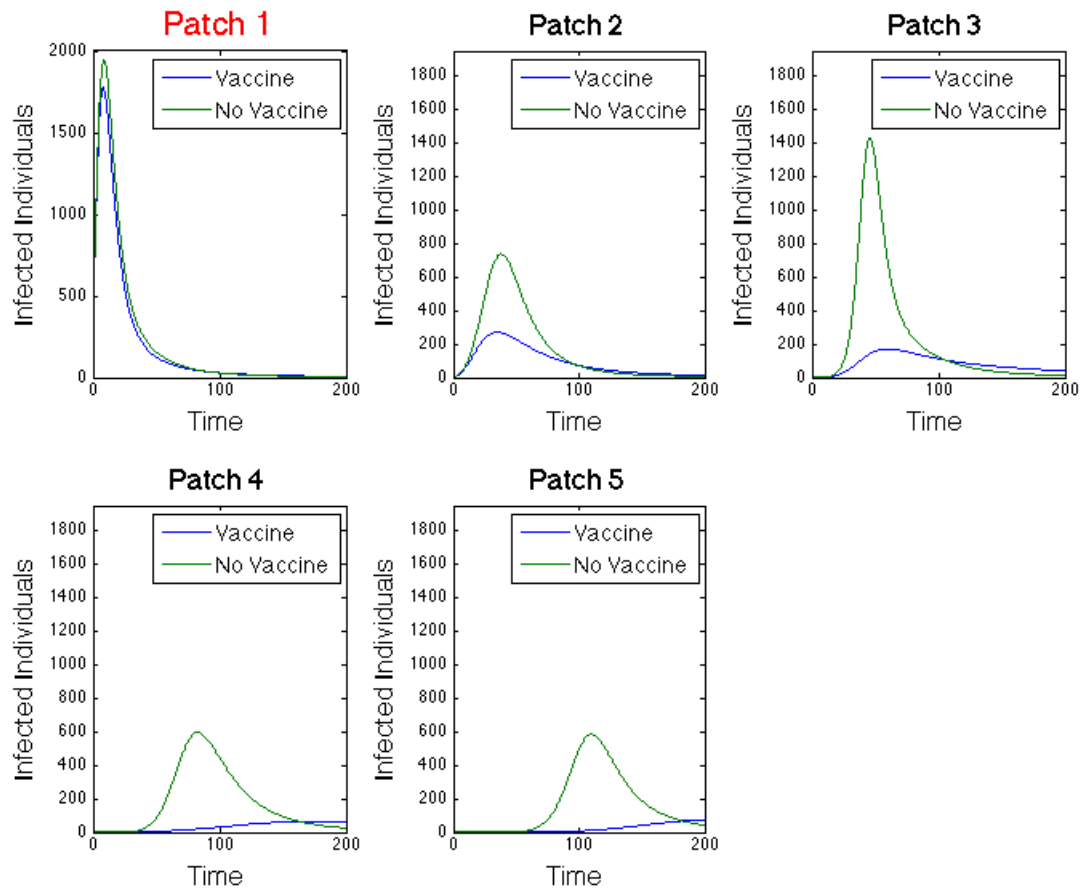 Patch 1
Infected Individuals
2000
1500
1000
500
0
0 100 200
Time
Vaccine
No Vaccine
Patch 2
Infected Individuals
1800
1600
1400
1200
1000
800
600
400
200
0
0 100 200
Time
Vaccine
No Vaccine
Patch 3
Infected Individuals
1800
1600
1400
1200
1000
800
600
400
200
0
0 100 200
Time
Vaccine
No Vaccine
Patch 4
Infected Individuals
1800
1600
1400
1200
1000
800
600
400
200
0
0 100 200
Time
Vaccine
No Vaccine
Patch 5
Infected Individuals
1800
1600
1400
1200
1000
800
600
400
200
0
0 100 200
Time
Vaccine
No Vaccine